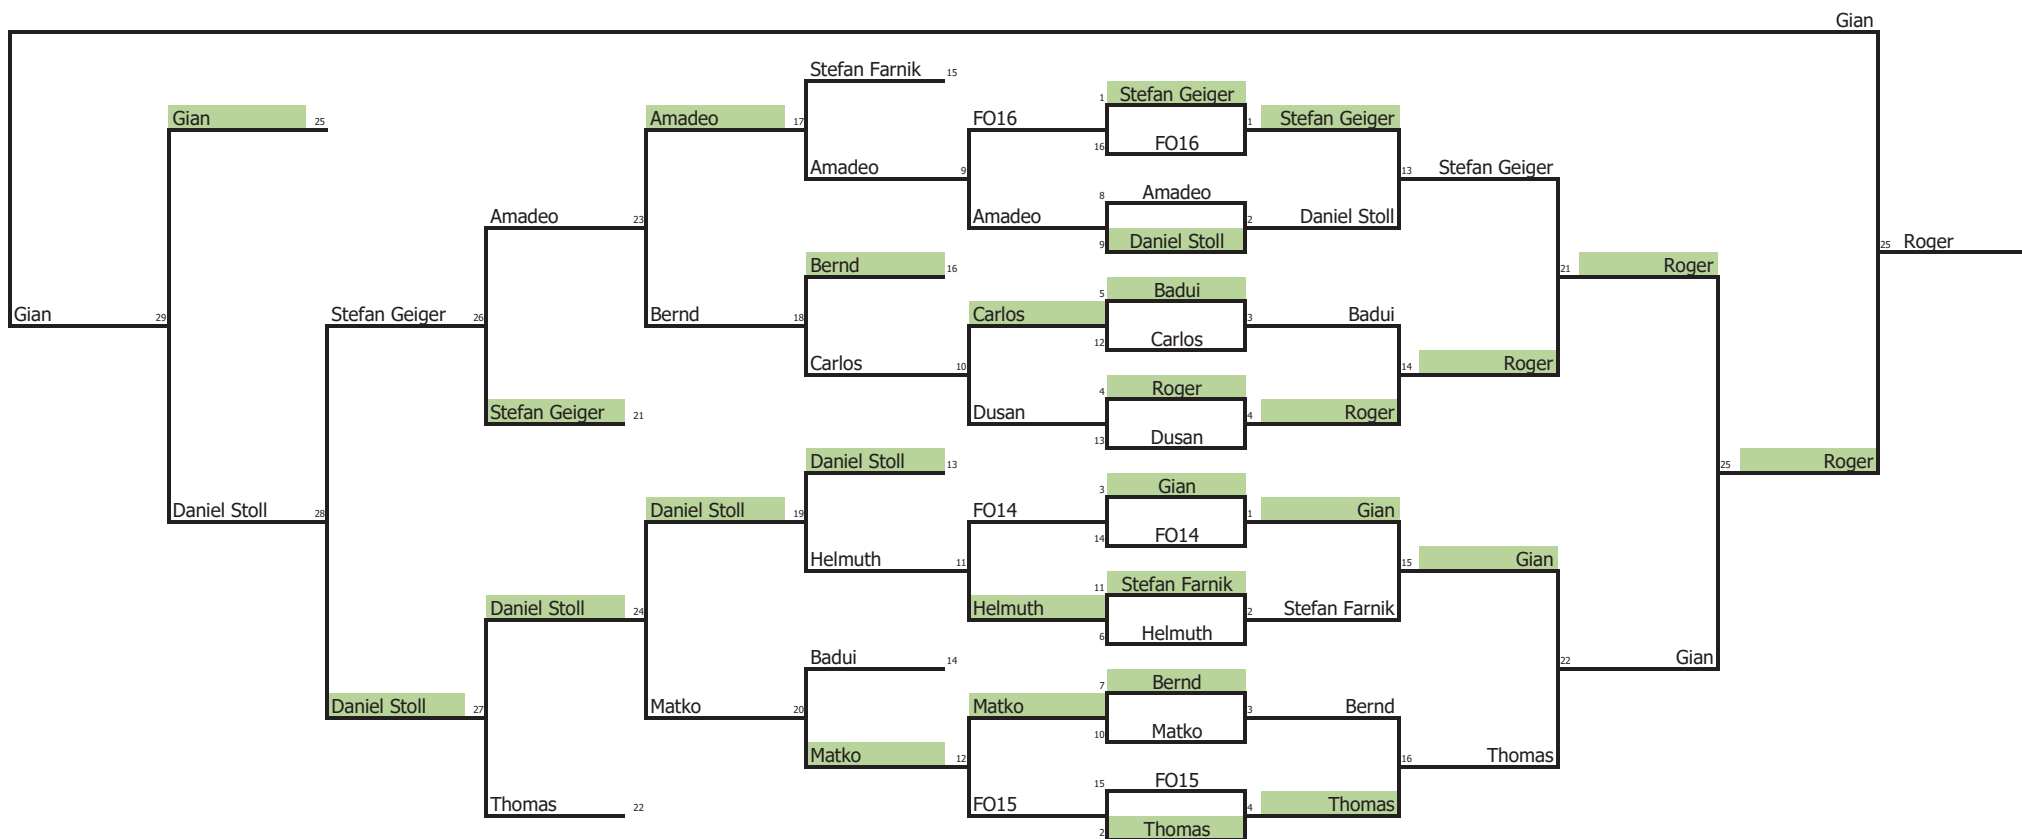 Gian
Stefan Farnik 15
1 Stefan Geiger
Gian 25 Amadeo 17 FO16 1 Stefan Geiger
16 FO16
Amadeo 9 13 Stefan Geiger
8 Amadeo
Amadeo 23 Amadeo 2 Daniel Stoll
9 Daniel Stoll 25 Roger
Bernd 16 21 Roger
5 Badui
Gian 29 Stefan Geiger 26 Bernd 18 Carlos 3 Badui
12 Carlos
Carlos 10 14 Roger
4 Roger
Stefan Geiger 21 Dusan 4 Roger
13 Dusan
Daniel Stoll 13 25 Roger
3 Gian
Daniel Stoll 28 Daniel Stoll 19 FO14 1 Gian
14 FO14
Helmuth 11 15 Gian
11 Stefan Farnik
Daniel Stoll 24 Helmuth 2 Stefan Farnik
6 Helmuth
Badui 14 22 Gian
7 Bernd
Daniel Stoll 27 Matko 20 Matko 3 Bernd
10 Matko
Matko 12 16 Thomas
15 FO15
Thomas 22 FO15 4 Thomas
2 Thomas